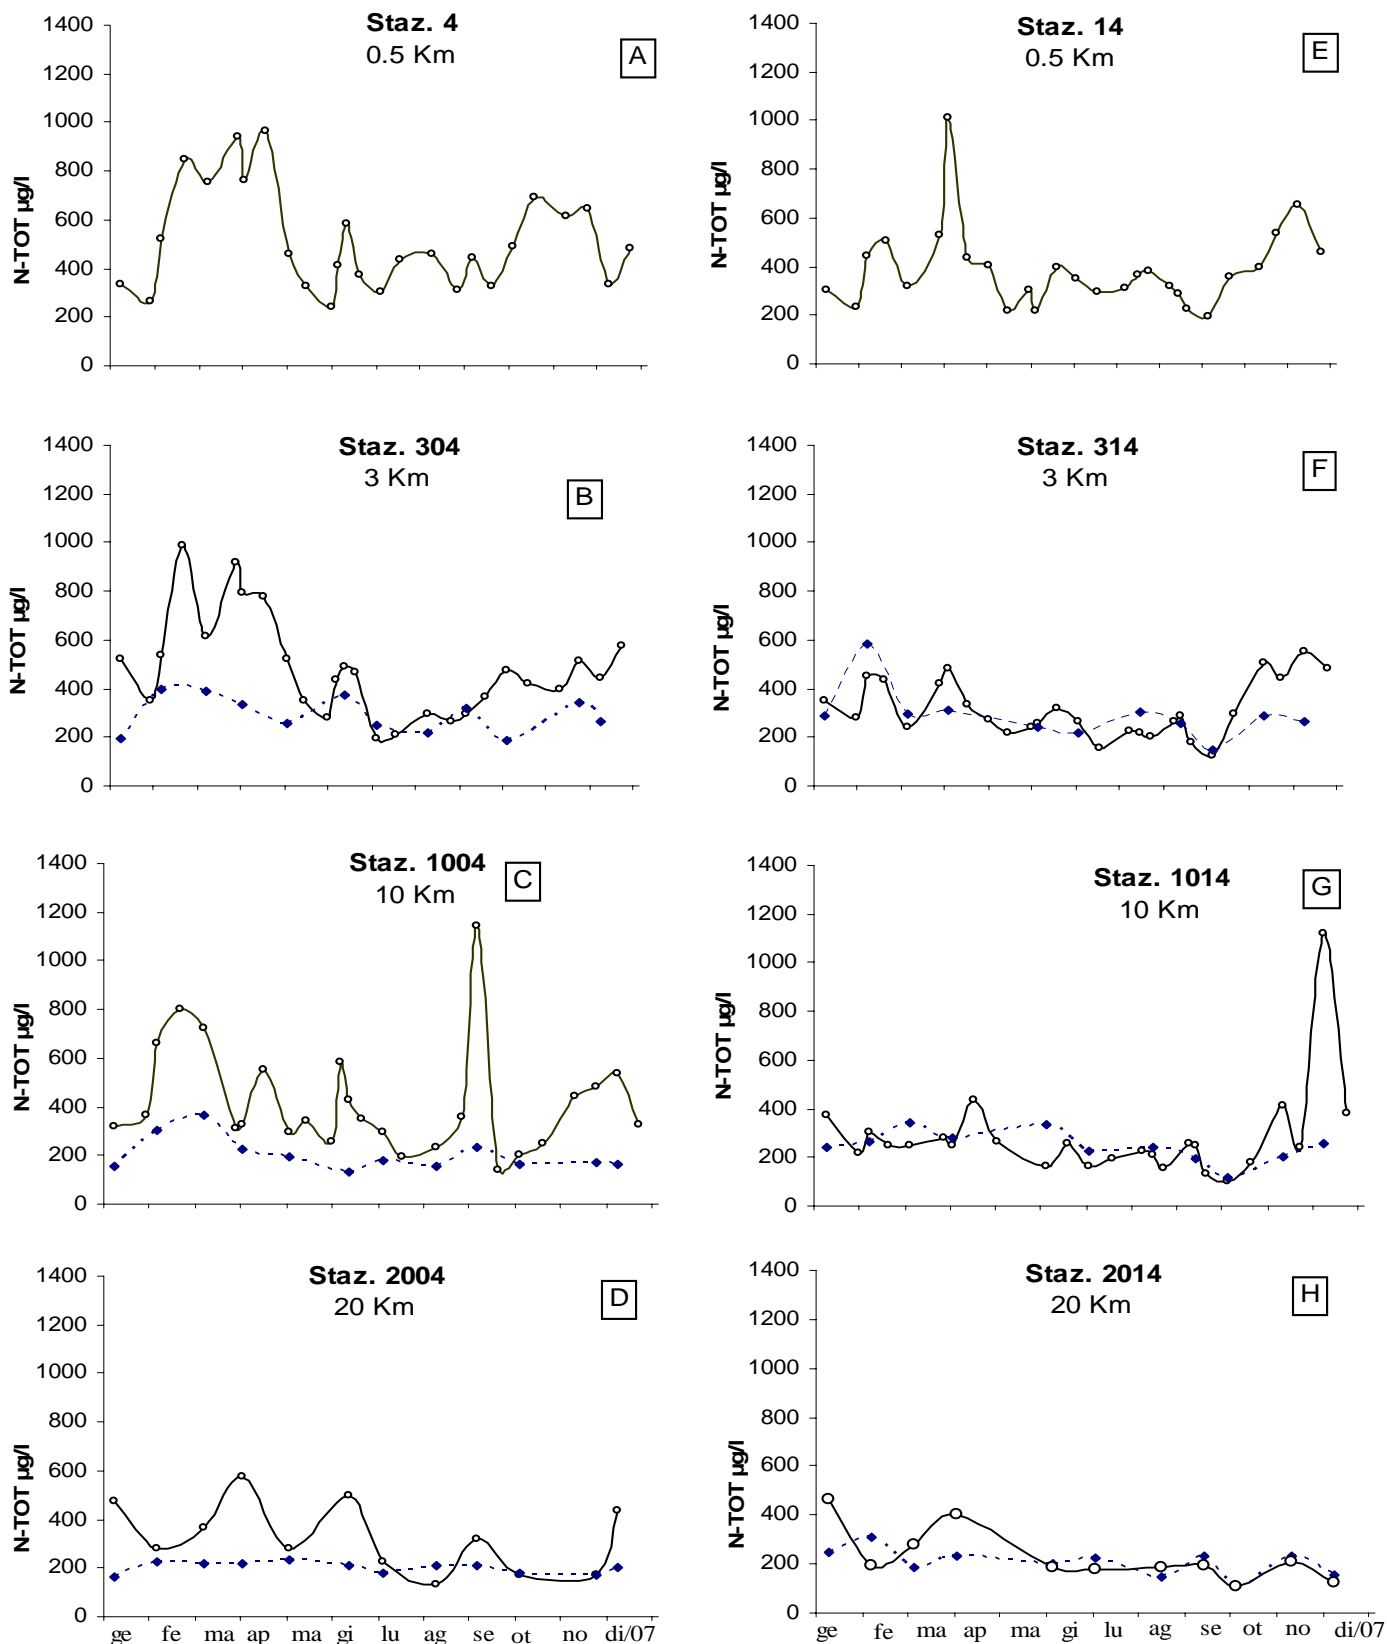 Staz. 4
0.5 Km
A
N-TOT µg/l
1400
1200
1000
800
600
400
200
0
Staz. 14
0.5 Km
E
N-TOT µg/l
1400
1200
1000
800
600
400
200
0
Staz. 304
3 Km
B
N-TOT µg/l
1400
1200
1000
800
600
400
200
0
Staz. 314
3 Km
F
N-TOT µg/l
1400
1200
1000
800
600
400
200
0
Staz. 1004
10 Km
C
N-TOT µg/l
1400
1200
1000
800
600
400
200
0
Staz. 1014
10 Km
G
N-TOT µg/l
1400
1200
1000
800
600
400
200
0
Staz. 2004
20 Km
D
N-TOT µg/l
1400
1200
1000
800
600
400
200
0
ge fe ma ap ma gi lu ag se ot no di/07
Staz. 2014
20 Km
H
N-TOT µg/l
1400
1200
1000
800
600
400
200
0
ge fe ma ap ma gi lu ag se ot no di/07